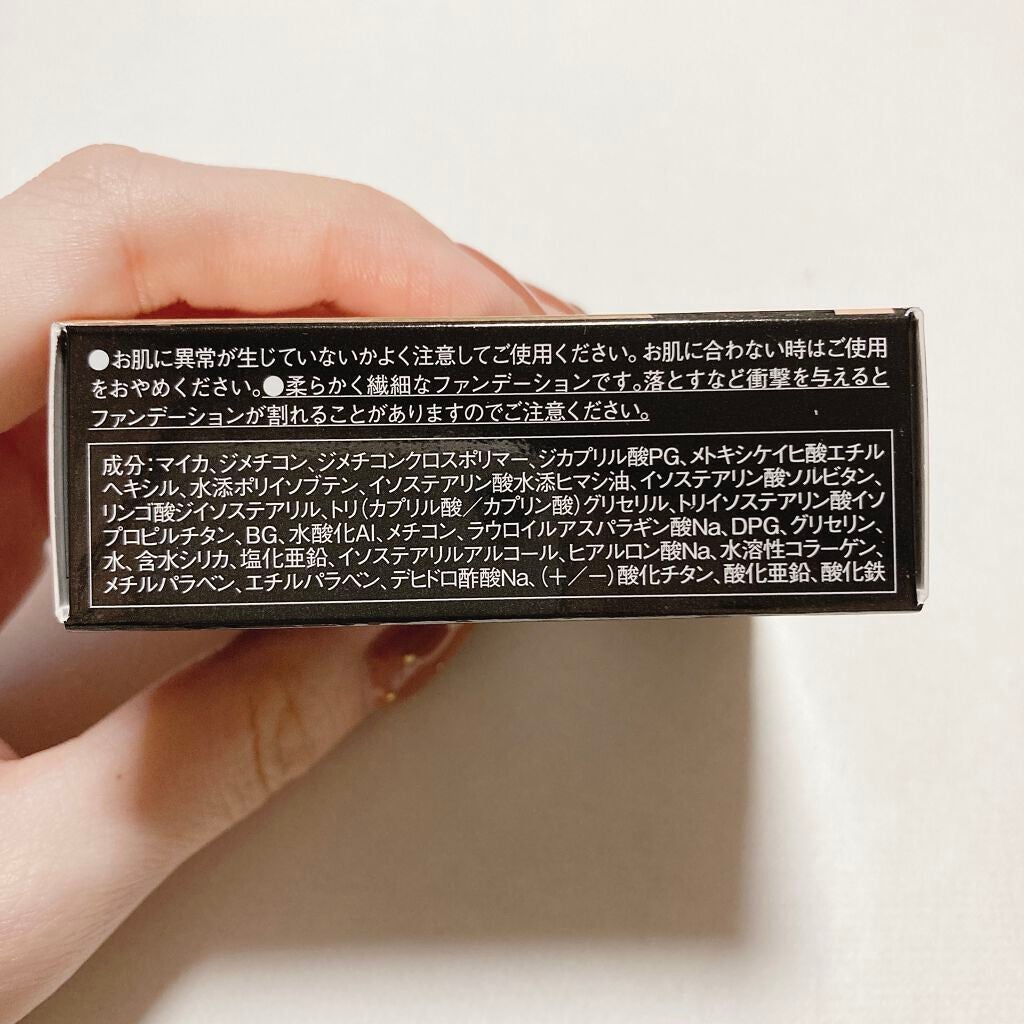 ●お肌に異常が生じていないかよく注意してご使用ください。お肌に合わない時はご使用
をおやめください。●柔らかく繊細なファンデーションです。落とすなど衝撃を与えると
ファンデーションが割れることがありますのでご注意ください。
成分：マイカ、ジメチコン、ジメチコンクロスポリマー、ジカプリル酸PG、メトキシケイヒ酸エチル
ヘキシル、水添ポリイソブテン、イソステアリン酸水添ヒマシ油、イソステアリン酸ソルビタン、
リンゴ酸ジイソステアリル、トリ（カプリル酸／カプリン酸）グリセリル、トリイソステアリン酸イソ
プロピルチタン、BG、水酸化Al、メチコン、ラウロイルアスパラギン酸Na、DPG、グリセリン、
水、含水シリカ、塩化亜鉛、イソステアリルアルコール、ヒアルロン酸Na、水溶性コラーゲン、
メチルパラベン、エチルパラベン、デヒドロ酢酸Na、（＋／－）酸化チタン、酸化亜鉛、酸化鉄